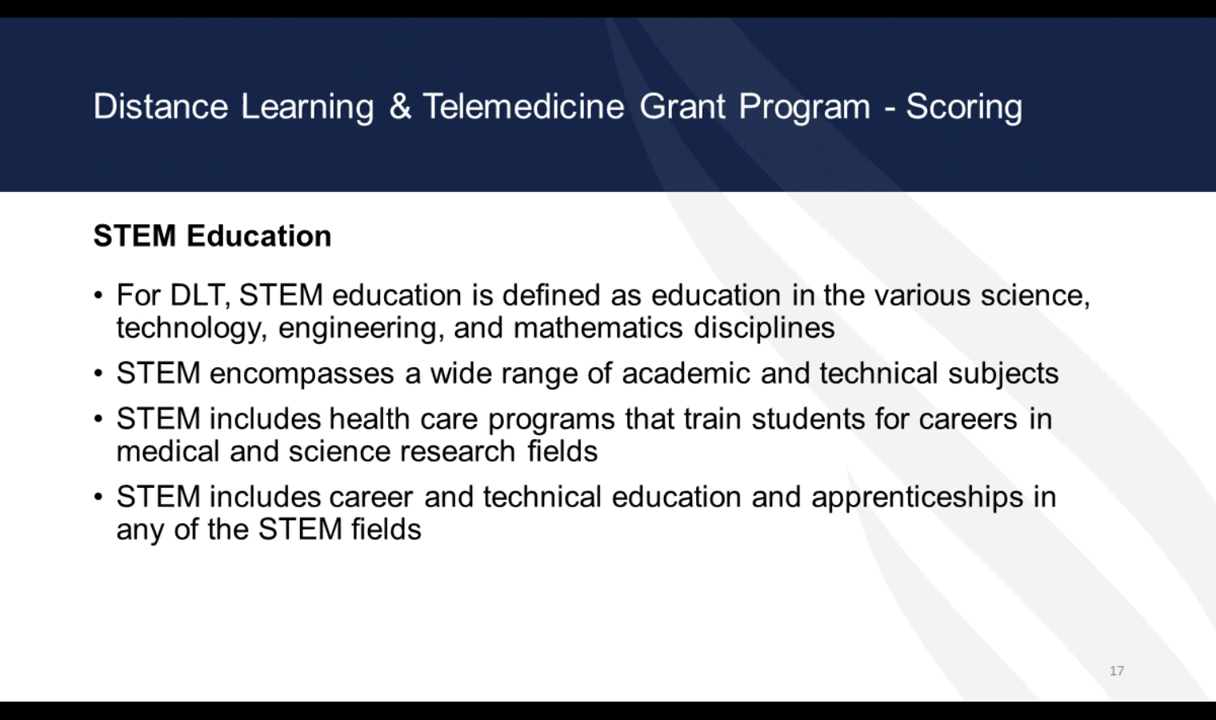 Distance Learning & Telemedicine Grant Program - Scoring
STEM Education
• For DLT, STEM education is defined as education in the various science,
technology, engineering, and mathematics disciplines
• STEM encompasses a wide range of academic and technical subjects
• STEM includes health care programs that train students for careers in
medical and science research fields
• STEM includes career and technical education and apprenticeships in
any of the STEM fields
17